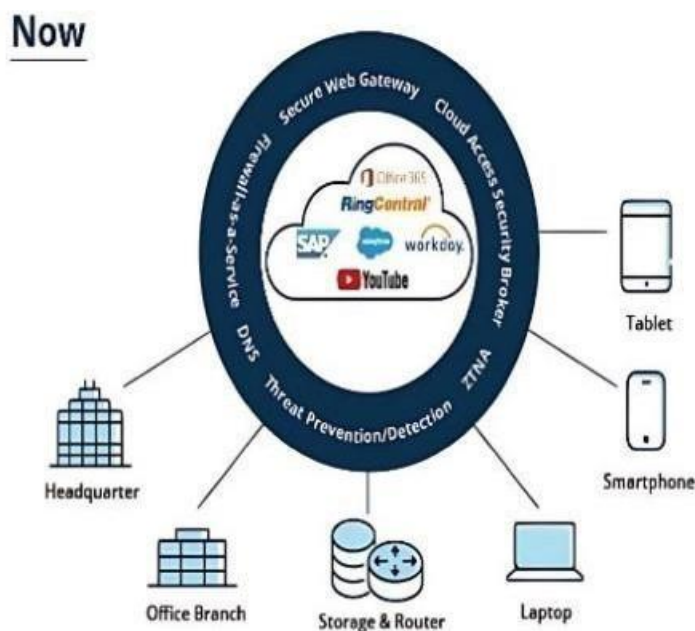 Now
Secure Web Gateway
Cloud Access Security Broker
Firewall-as-a-Service
Office 365
RingCentral
SAP
salesforce
workday.
YouTube
DNS
ZTNA
Threat Prevention/Detection
Tablet
Headquarter
Smartphone
Office Branch
Storage & Router
Laptop